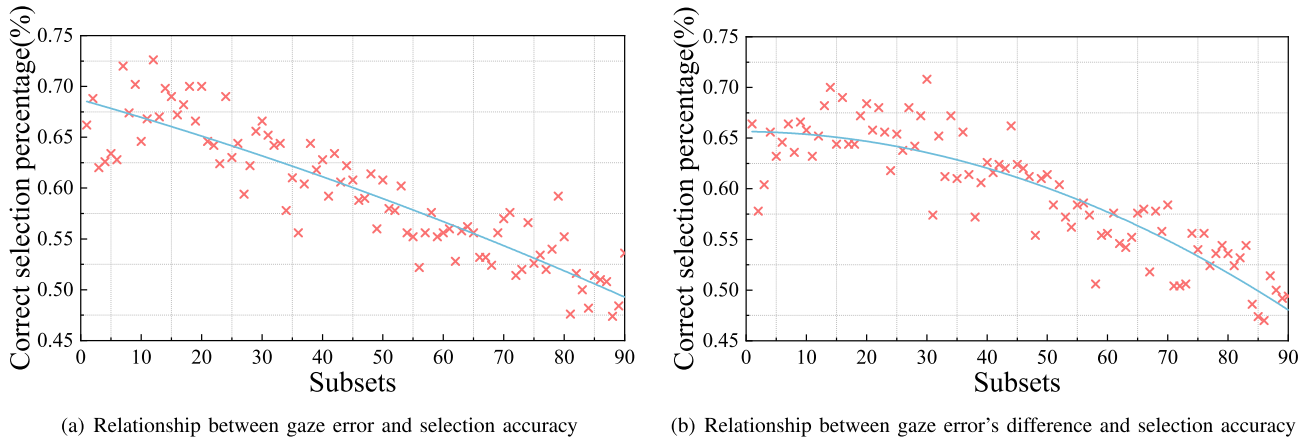 Correct selection percentage(%)
0.75
0.70
0.65
0.60
0.55
0.50
0.45
0 10 20 30 40 50 60 70 80 90
Subsets
(a) Relationship between gaze error and selection accuracy
Correct selection percentage(%)
0.75
0.70
0.65
0.60
0.55
0.50
0.45
0 10 20 30 40 50 60 70 80 90
Subsets
(b) Relationship between gaze error's difference and selection accuracy